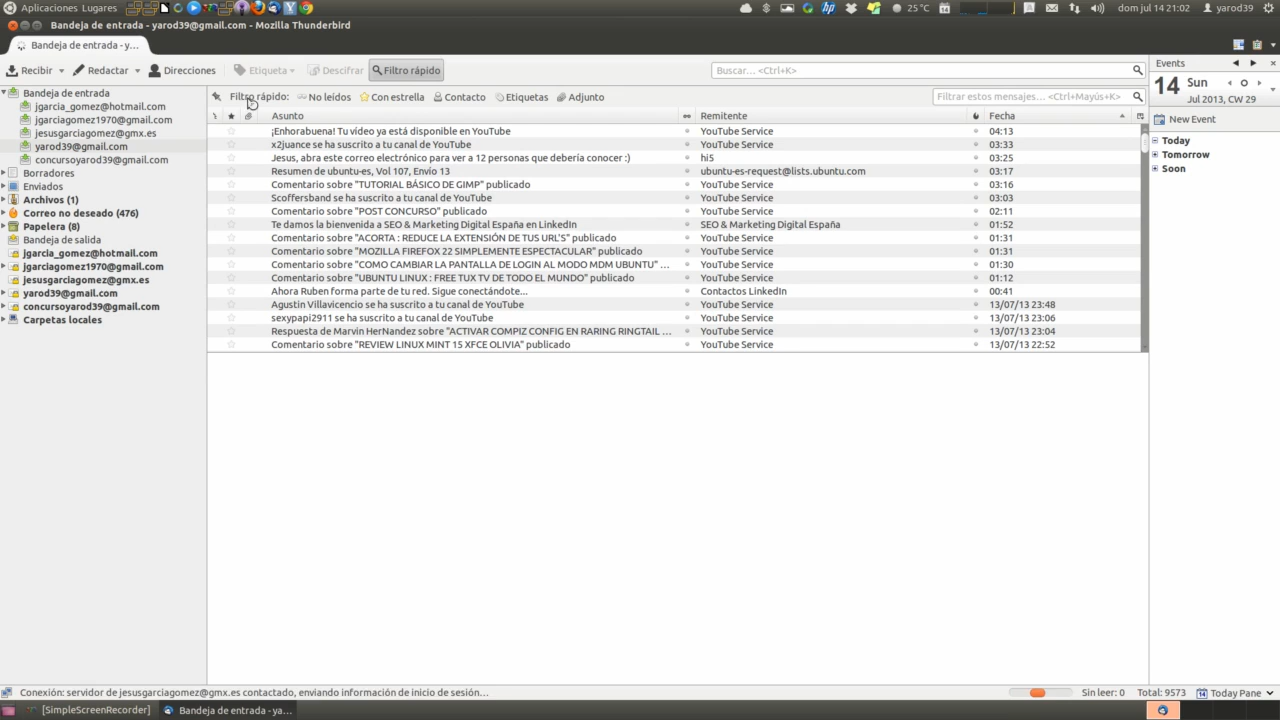 Aplicaciones Lugares
25 °C
dom jul 14 21:02
yarod39
Bandeja de entrada - yarod39@gmail.com - Mozilla Thunderbird
Bandeja de entrada - y...
Recibir
Redactar
Direcciones
Etiqueta
Descifrar
Filtro rápido
Buscar... <Ctrl+K>
Filtro rápido:
No leídos
Con estrella
Contacto
Etiquetas
Adjunto
Filtrar estos mensajes... <Ctrl+Mayús+K>
Asunto
Remitente
Fecha
¡Enhorabuena! Tu vídeo ya está disponible en YouTube YouTube Service 04:13
x2juance se ha suscrito a tu canal de YouTube YouTube Service 03:33
Jesus, abra este correo electrónico para ver a 12 personas que debería conocer :) hi5 03:25
Resumen de ubuntu-es, Vol 107, Envío 13 ubuntu-es-request@lists.ubuntu.com 03:17
Comentario sobre "TUTORIAL BÁSICO DE GIMP" publicado YouTube Service 03:16
Scoffersband se ha suscrito a tu canal de YouTube YouTube Service 03:03
Comentario sobre "POST CONCURSO" publicado YouTube Service 02:11
Te damos la bienvenida a SEO & Marketing Digital España en LinkedIn SEO & Marketing Digital España 01:52
Comentario sobre "ACORTA : REDUCE LA EXTENSIÓN DE TUS URL'S" publicado YouTube Service 01:31
Comentario sobre "MOZILLA FIREFOX 22 SIMPLEMENTE ESPECTACULAR" publicado YouTube Service 01:31
Comentario sobre "COMO CAMBIAR LA PANTALLA DE LOGIN AL MODO MDM UBUNTU" ... YouTube Service 01:30
Comentario sobre "UBUNTU LINUX : FREE TUX TV DE TODO EL MUNDO" publicado YouTube Service 01:12
Ahora Ruben forma parte de tu red. Sigue conectándote... Contactos LinkedIn 00:41
Agustin Villavicencio se ha suscrito a tu canal de YouTube YouTube Service 13/07/13 23:48
sexypapi2911 se ha suscrito a tu canal de YouTube YouTube Service 13/07/13 23:06
Respuesta de Marvin HerNandez sobre "ACTIVAR COMPIZ CONFIG EN RARING RINGTAIL ... YouTube Service 13/07/13 23:04
Comentario sobre "REVIEW LINUX MINT 15 XFCE OLIVIA" publicado YouTube Service 13/07/13 22:52
Bandeja de entrada
jgarcia_gomez@hotmail.com
jgarciagomez1970@gmail.com
jesusgarciagomez@gmx.es
yarod39@gmail.com
concursoyarod39@gmail.com
Borradores
Enviados
Archivos (1)
Correo no deseado (476)
Papelera (8)
Bandeja de salida
jgarcia_gomez@hotmail.com
jgarciagomez1970@gmail.com
jesusgarciagomez@gmx.es
yarod39@gmail.com
concursoyarod39@gmail.com
Carpetas locales
Events
14 Sun
Jul 2013, CW 29
New Event
Today
Tomorrow
Soon
Conexión: servidor de jesusgarciagomez@gmx.es contactado, enviando información de inicio de sesión...
Sin leer: 0
Total: 9573
14 Today Pane
[SimpleScreenRecorder]
Bandeja de entrada - ya...